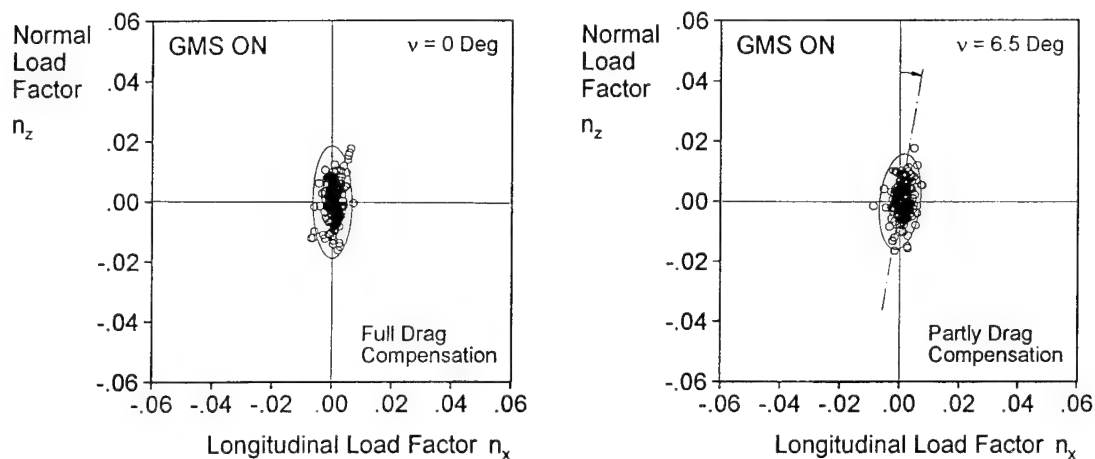 Normal
Load
Factor
n_z
GMS ON
ν = 0 Deg
.06
.04
.02
.00
-.02
-.04
-.06
Full Drag
Compensation
-.06 -.04 -.02 .00 .02 .04 .06
Longitudinal Load Factor n_x
Normal
Load
Factor
n_z
GMS ON
ν = 6.5 Deg
.06
.04
.02
.00
-.02
-.04
-.06
Partly Drag
Compensation
-.06 -.04 -.02 .00 .02 .04 .06
Longitudinal Load Factor n_x